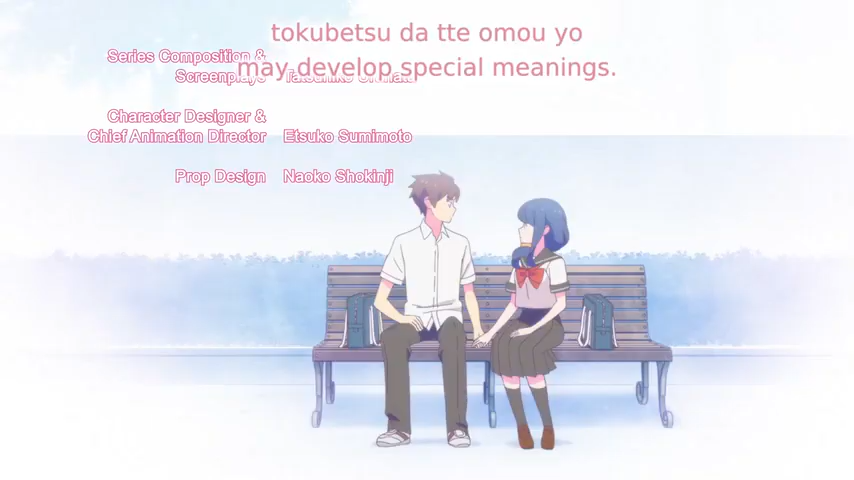 tokubetsu da tte omou yo
may develop special meanings.
Series Composition &
Screenplays
Character Designer &
Chief Animation Director Etsuko Sumimoto
Prop Design Naoko Shokinji